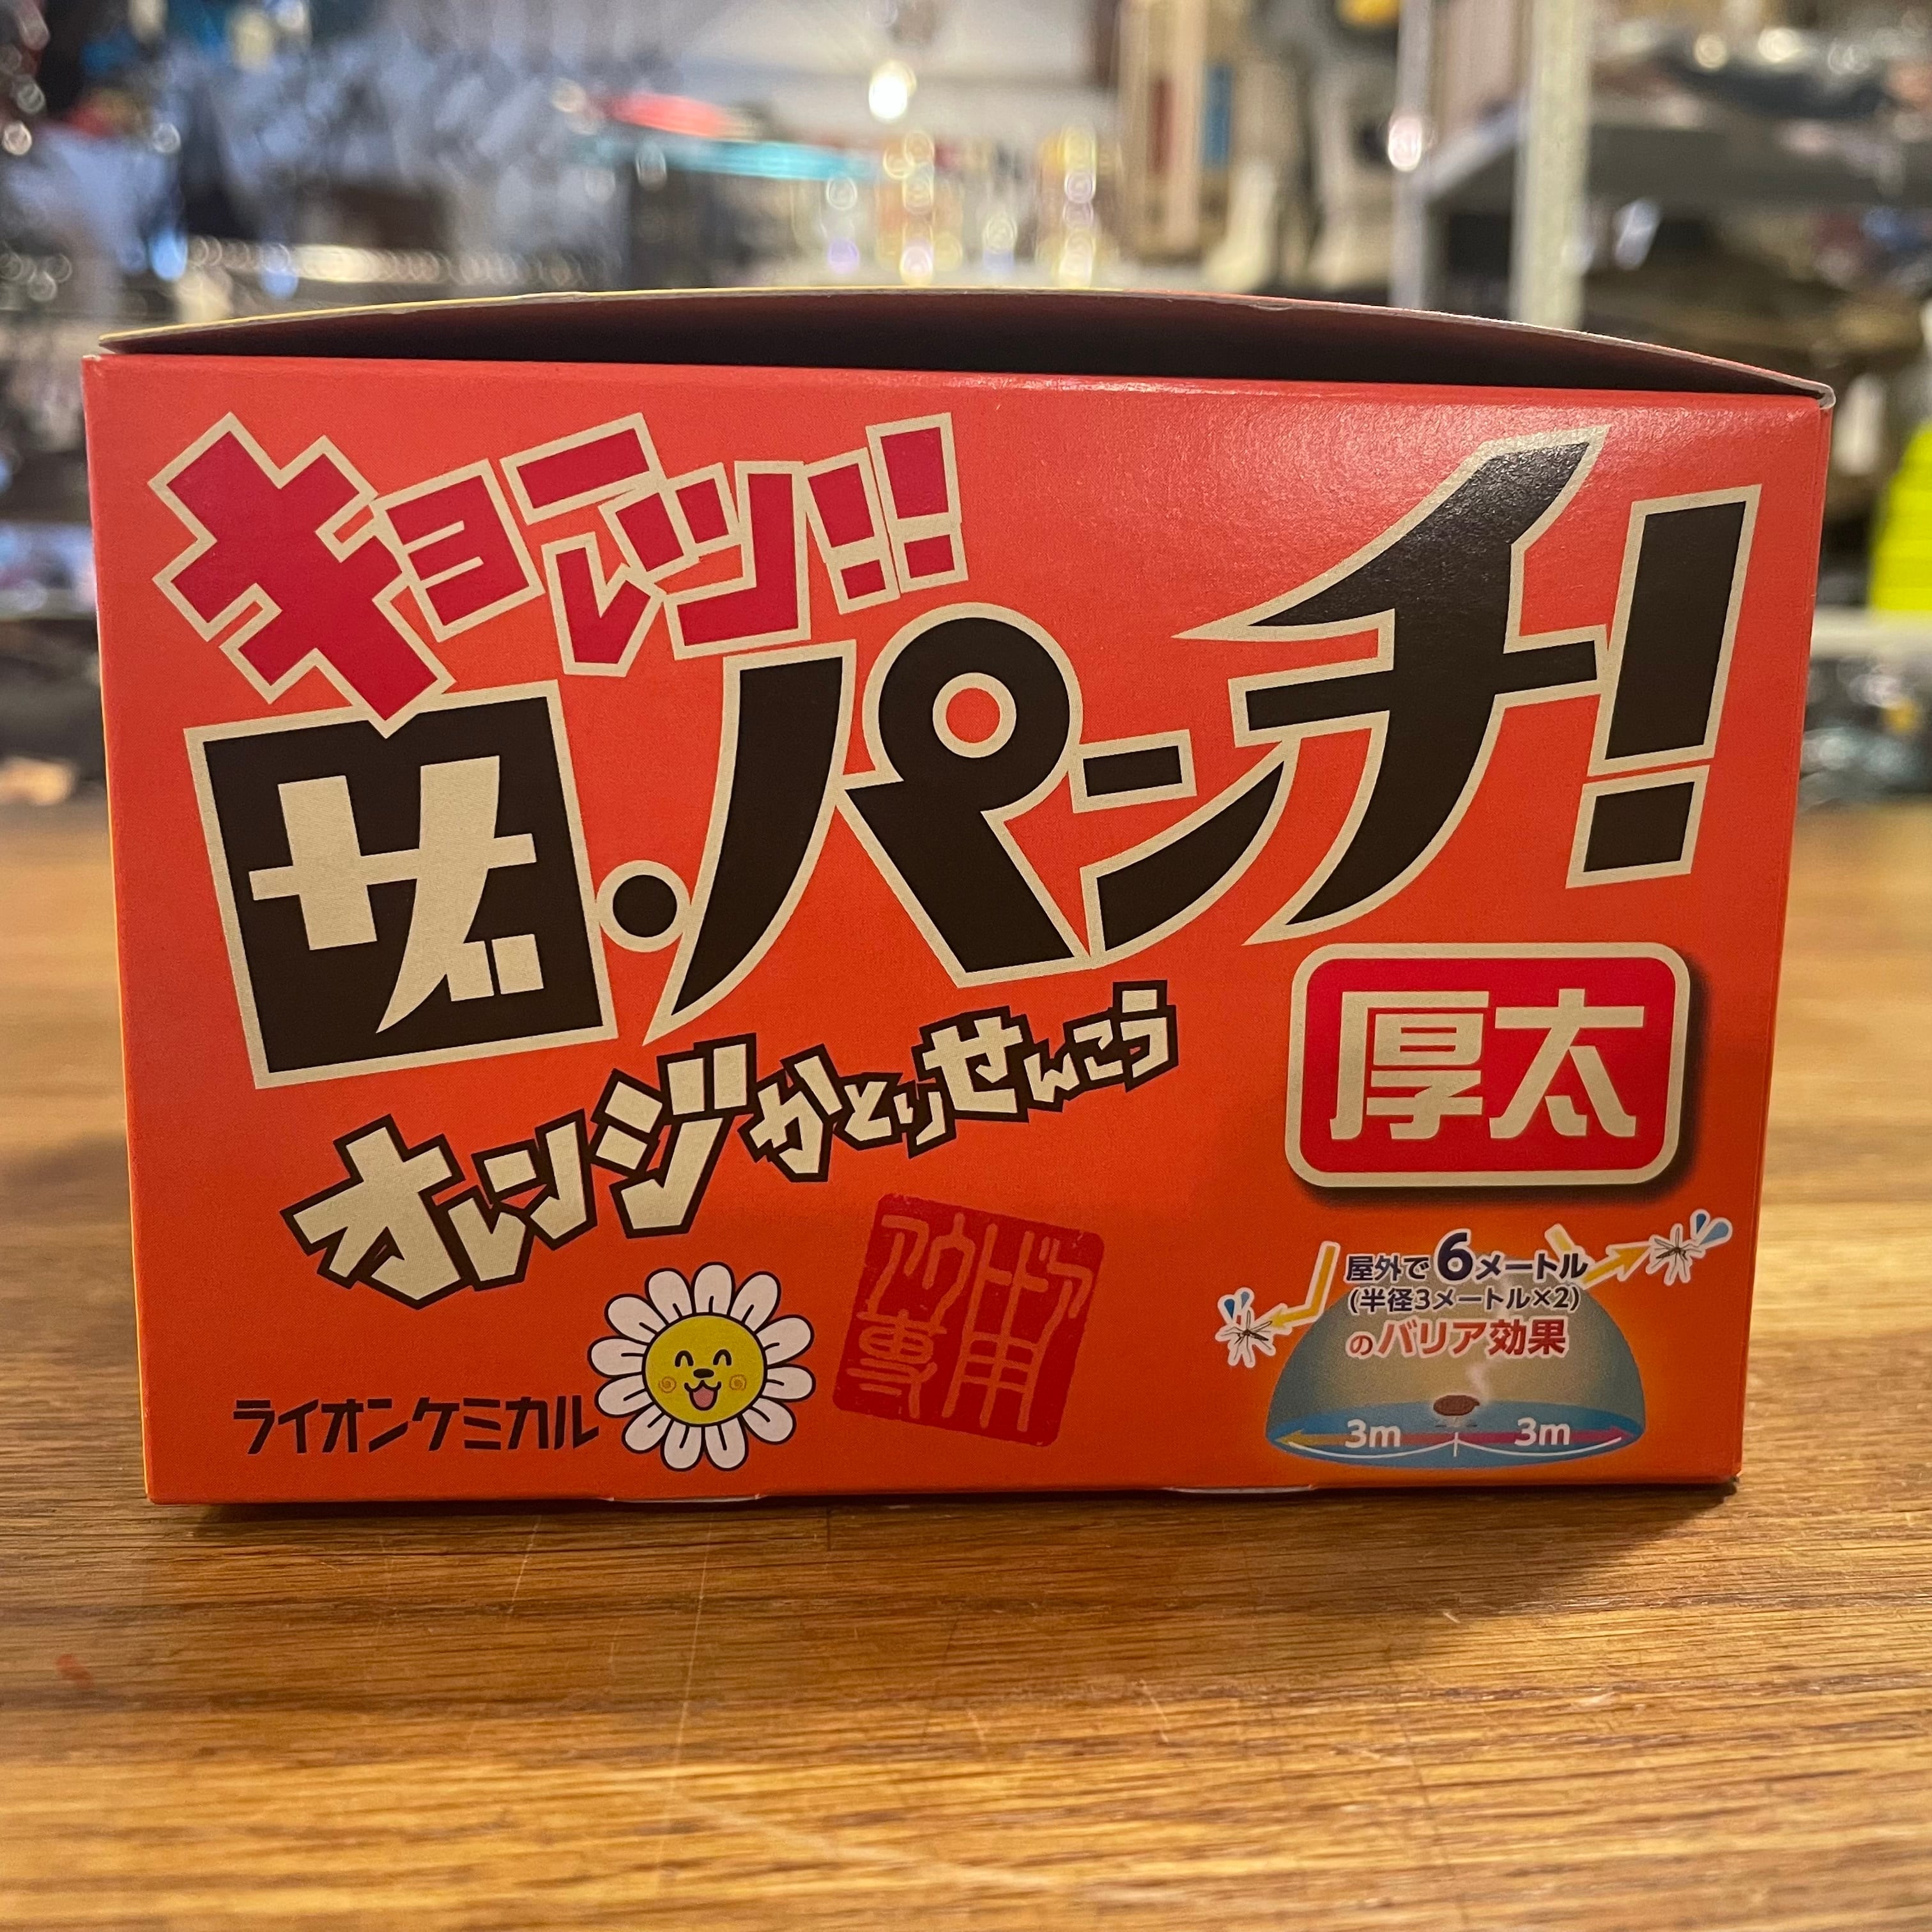 キョーレツ!!
ザ・パンチ!
オレンジかとりせんこう
厚太
アウトドア
専用
屋外で6メートル
(半径3メートル×2)
のバリア効果
3m 3m
ライオンケミカル